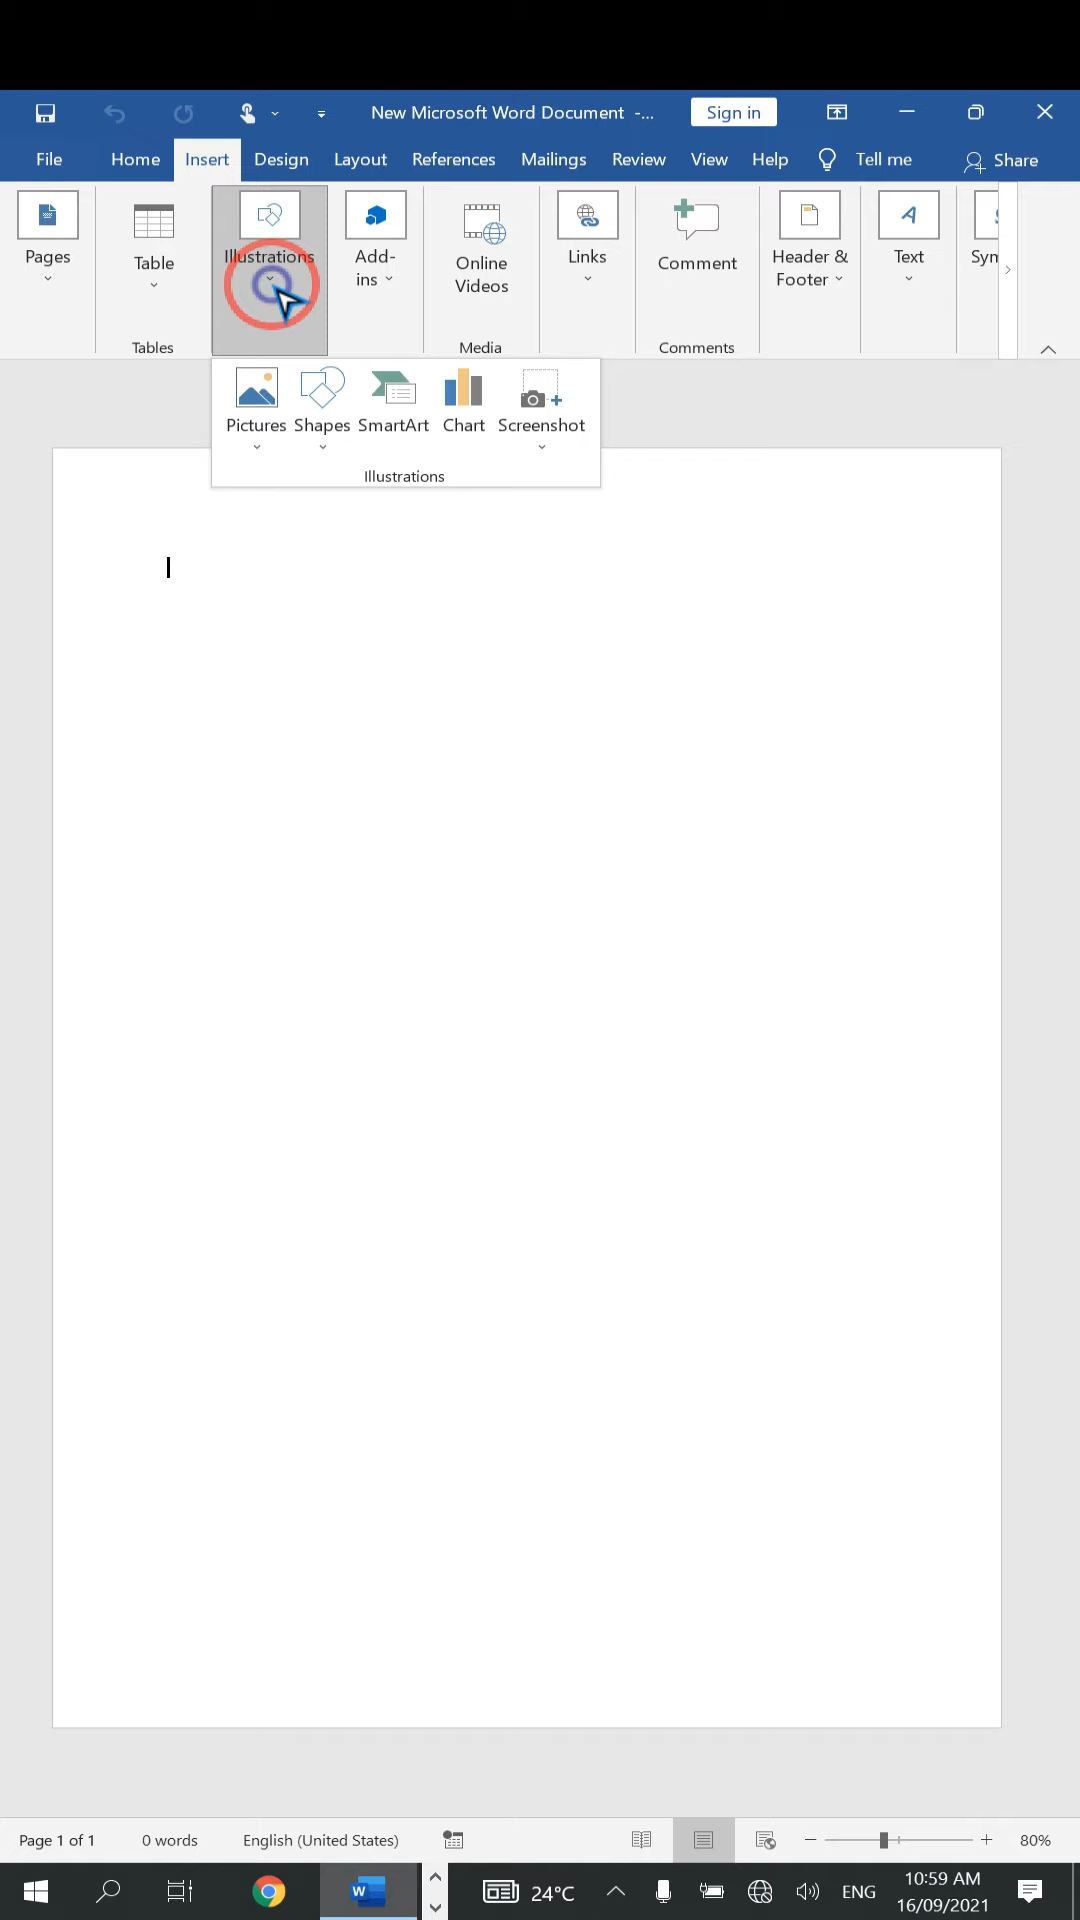 New Microsoft Word Document -...
Sign in
File Home Insert Design Layout References Mailings Review View Help Tell me Share
Pages
Table
Illustrations
Add-
ins
Online
Videos
Links
Comment
Header &
Footer
Text
Sym
Tables
Media
Comments
Pictures Shapes SmartArt Chart Screenshot
Illustrations
Page 1 of 1 0 words English (United States) 80%
W 24°C ENG
10:59 AM
16/09/2021